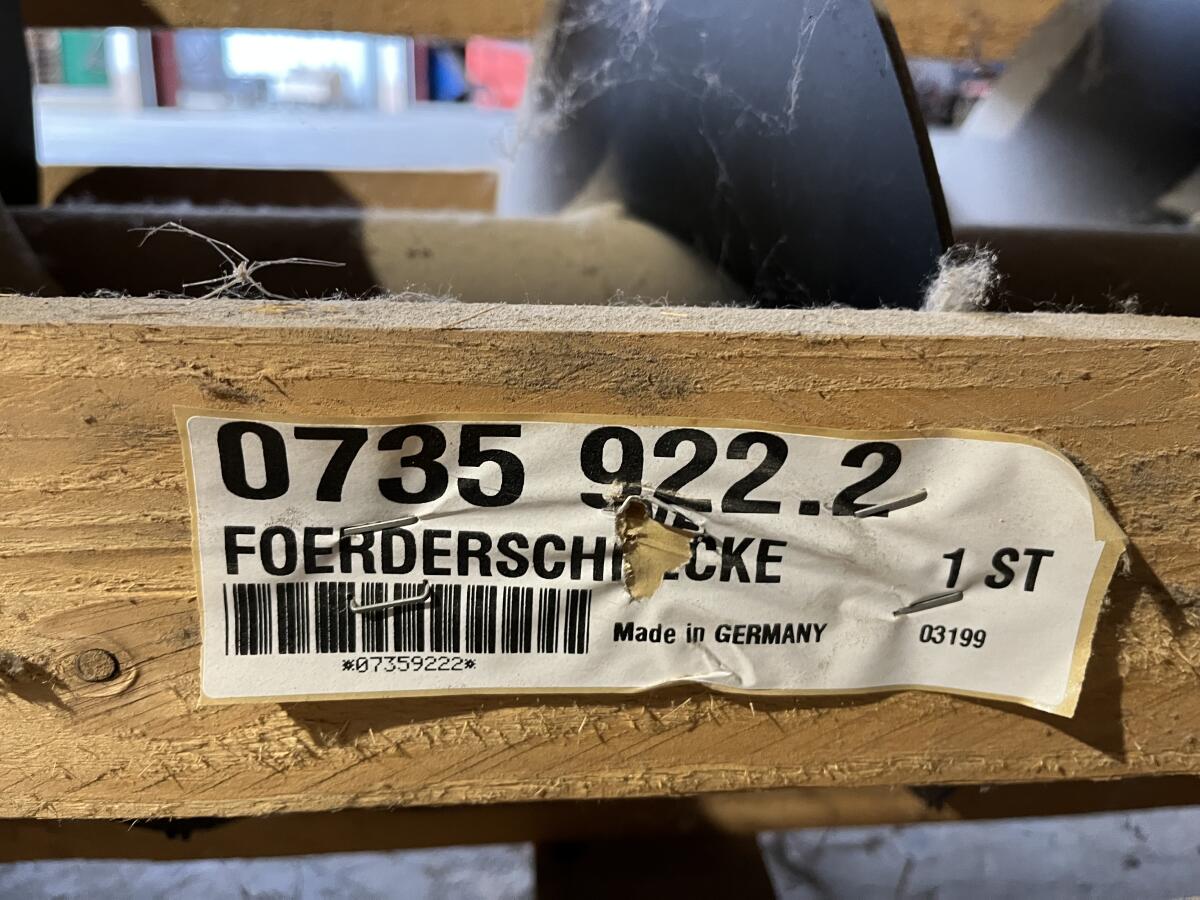 0735 922.2
FOERDERSCHNECKE 1 ST
Made in GERMANY 03199
*07359222*